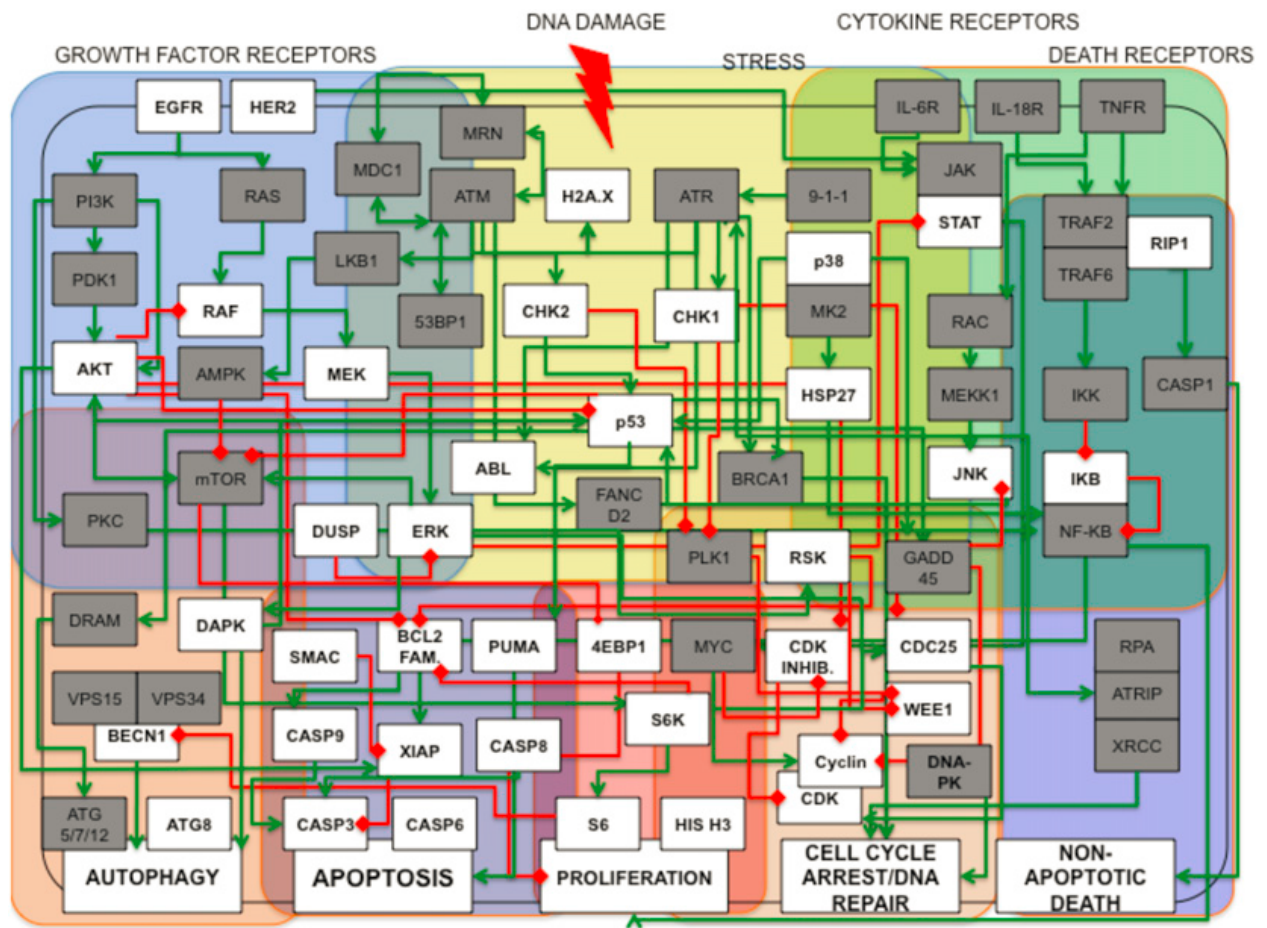 DNA DAMAGE
CYTOKINE RECEPTORS
GROWTH FACTOR RECEPTORS
STRESS
DEATH RECEPTORS
EGFR
HER2
MRN
IL-6R
IL-18R
TNFR
MDC1
JAK
PI3K
RAS
ATM
H2A.X
ATR
9-1-1
STAT
TRAF2
RIP1
PDK1
LKB1
p38
TRAF6
RAF
53BP1
CHK2
CHK1
MK2
RAC
AKT
AMPK
MEK
HSP27
MEKK1
IKK
CASP1
p53
mTOR
ABL
BRCA1
JNK
IKB
PKC
DUSP
ERK
FANC
D2
NF-KB
PLK1
RSK
GADD
45
DRAM
DAPK
SMAC
BCL2
FAM.
PUMA
4EBP1
MYC
CDK
INHIB.
CDC25
RPA
VPS15
VPS34
BECN1
CASP9
XIAP
CASP8
S6K
WEE1
ATRIP
XRCC
Cyclin
DNA-
PK
CDK
ATG
5/7/12
ATG8
CASP3
CASP6
S6
HIS H3
AUTOPHAGY
APOPTOSIS
PROLIFERATION
CELL CYCLE
ARREST/DNA
REPAIR
NON-
APOPTOTIC
DEATH